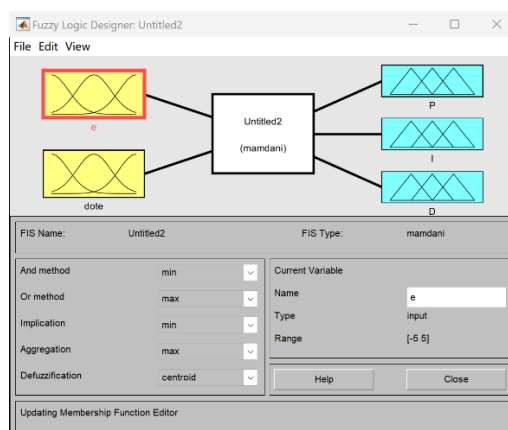 Fuzzy Logic Designer: Untitled2
File Edit View
e
dote
Untitled2
(mamdani)
P
I
D
FIS Name: Untitled2 FIS Type: mamdani
And method min
Or method max
Implication min
Aggregation max
Defuzzification centroid
Current Variable
Name e
Type input
Range [-5 5]
Help Close
Updating Membership Function Editor